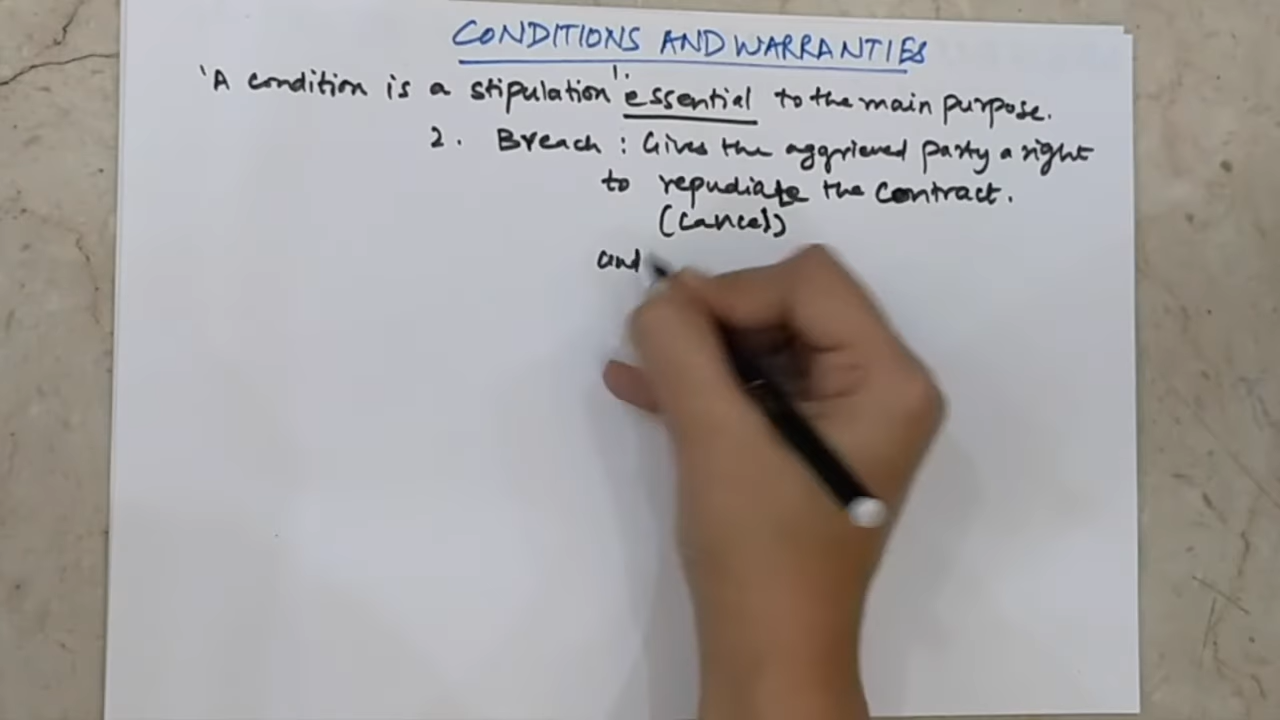 CONDITIONS AND WARRANTIES
'A condition is a stipulation' 1. essential to the main purpose.
2. Breach : Gives the aggrieved party a right
to repudiate the contract.
(Cancel)
and